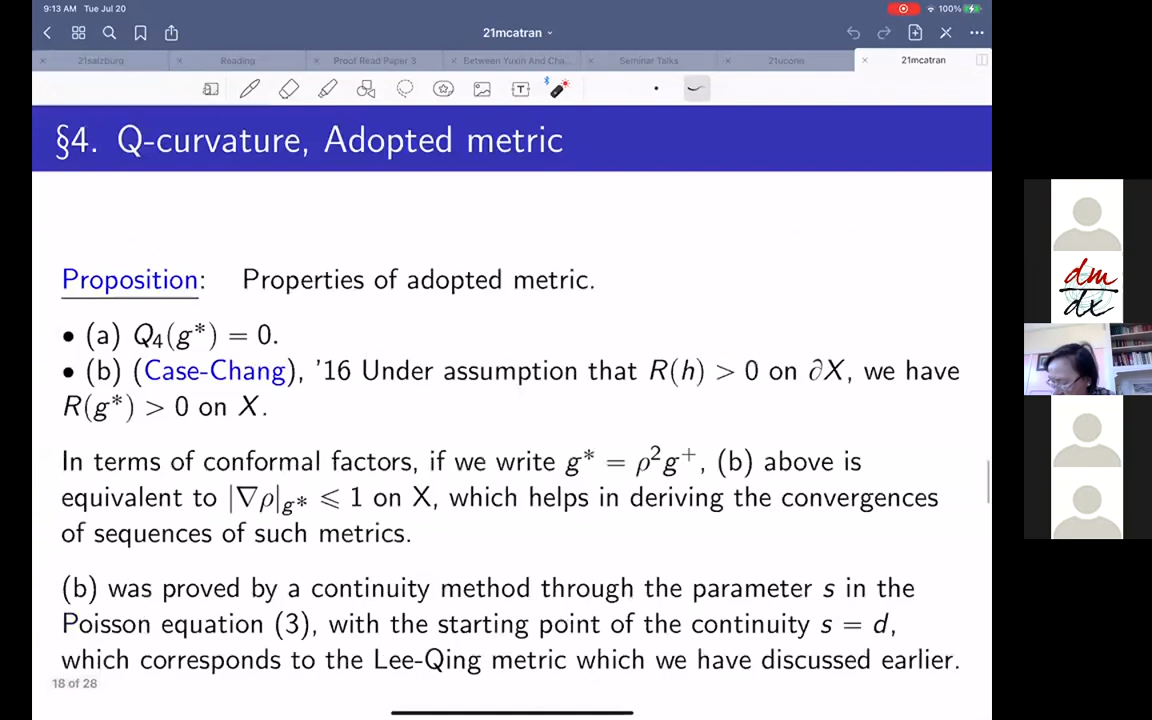 9:13 AM Tue Jul 20
100%
21mcatran
21salzburg
Reading
Proof Read Paper 3
Between Yuxin And Cha...
Seminar Talks
21uconn
21mcatran
§4. Q-curvature, Adopted metric
Proposition: Properties of adopted metric.
• (a) Q₄(g*) = 0.
• (b) (Case-Chang), '16 Under assumption that R(h) > 0 on ∂X, we have
R(g*) > 0 on X.
In terms of conformal factors, if we write g* = ρ²g⁺, (b) above is
equivalent to |∇ρ|g* ⩽ 1 on X, which helps in deriving the convergences
of sequences of such metrics.
(b) was proved by a continuity method through the parameter s in the
Poisson equation (3), with the starting point of the continuity s = d,
which corresponds to the Lee-Qing metric which we have discussed earlier.
18 of 28
dm
dx